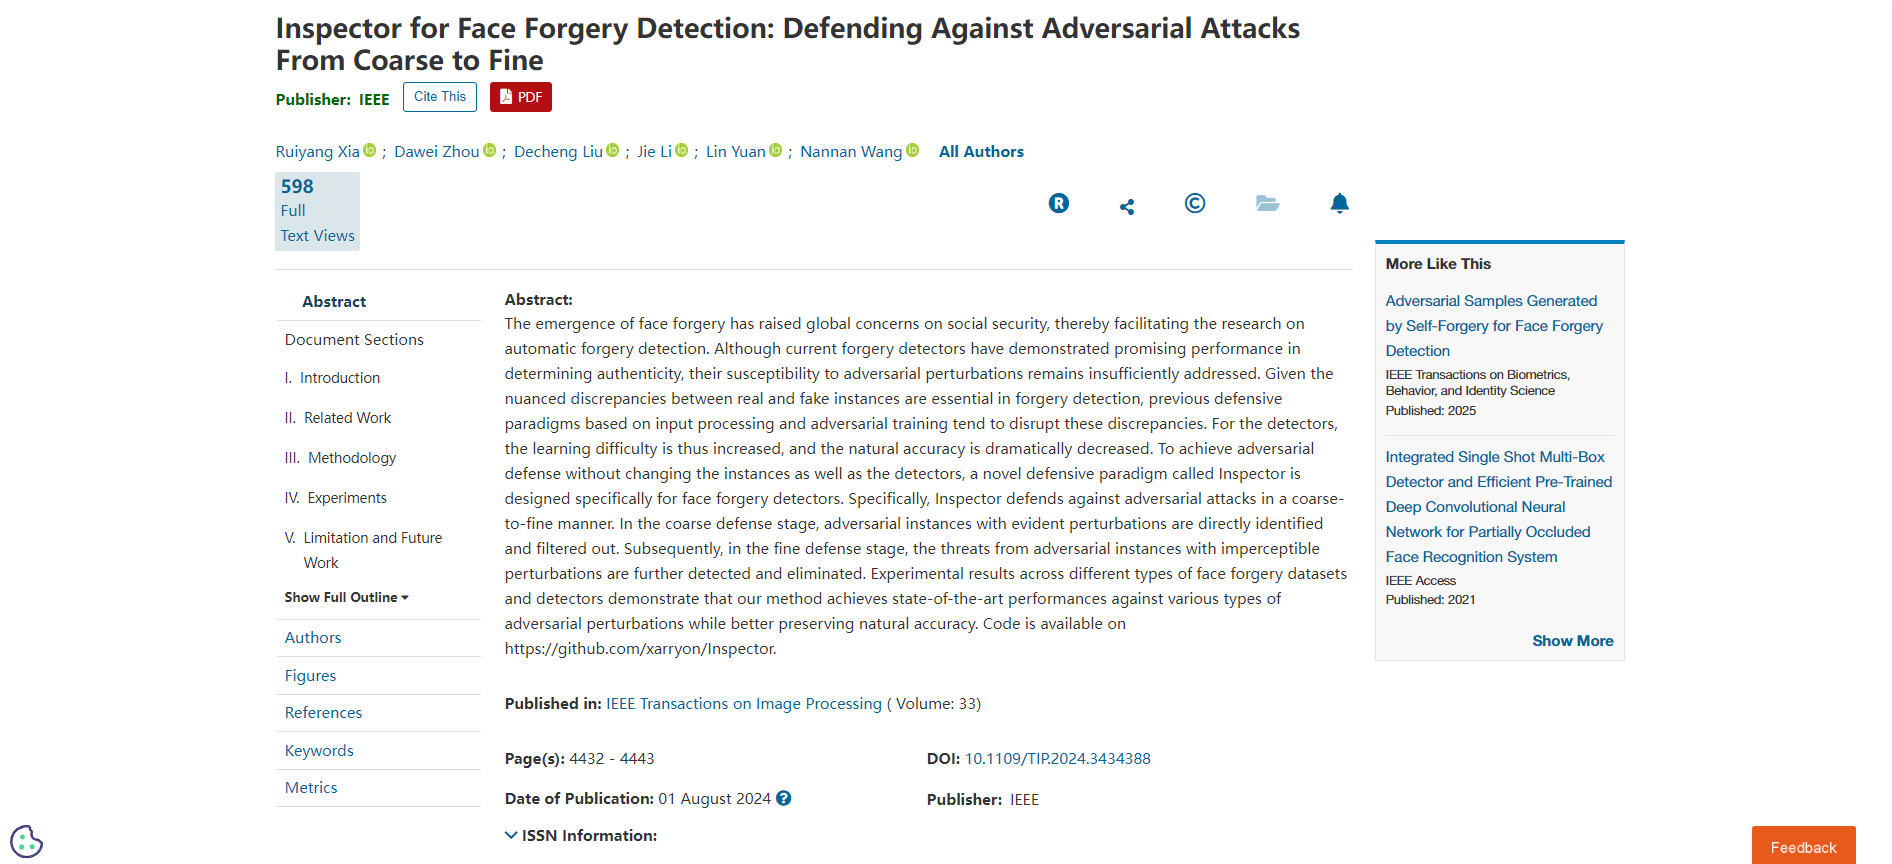 Inspector for Face Forgery Detection: Defending Against Adversarial Attacks
From Coarse to Fine
Publisher: IEEE
Cite This
PDF
Ruiyang Xia iD ; Dawei Zhou iD ; Decheng Liu iD ; Jie Li iD ; Lin Yuan iD ; Nannan Wang iD All Authors
598
Full
Text Views
R
©
Abstract
Document Sections
I. Introduction
II. Related Work
III. Methodology
IV. Experiments
V. Limitation and Future
Work
Show Full Outline
Authors
Figures
References
Keywords
Metrics
Abstract:
The emergence of face forgery has raised global concerns on social security, thereby facilitating the research on
automatic forgery detection. Although current forgery detectors have demonstrated promising performance in
determining authenticity, their susceptibility to adversarial perturbations remains insufficiently addressed. Given the
nuanced discrepancies between real and fake instances are essential in forgery detection, previous defensive
paradigms based on input processing and adversarial training tend to disrupt these discrepancies. For the detectors,
the learning difficulty is thus increased, and the natural accuracy is dramatically decreased. To achieve adversarial
defense without changing the instances as well as the detectors, a novel defensive paradigm called Inspector is
designed specifically for face forgery detectors. Specifically, Inspector defends against adversarial attacks in a coarse-
to-fine manner. In the coarse defense stage, adversarial instances with evident perturbations are directly identified
and filtered out. Subsequently, in the fine defense stage, the threats from adversarial instances with imperceptible
perturbations are further detected and eliminated. Experimental results across different types of face forgery datasets
and detectors demonstrate that our method achieves state-of-the-art performances against various types of
adversarial perturbations while better preserving natural accuracy. Code is available on
https://github.com/xarryon/Inspector.
Published in: IEEE Transactions on Image Processing ( Volume: 33)
Page(s): 4432 - 4443
DOI: 10.1109/TIP.2024.3434388
Date of Publication: 01 August 2024 ?
Publisher: IEEE
ISSN Information:
More Like This
Adversarial Samples Generated
by Self-Forgery for Face Forgery
Detection
IEEE Transactions on Biometrics,
Behavior, and Identity Science
Published: 2025
Integrated Single Shot Multi-Box
Detector and Efficient Pre-Trained
Deep Convolutional Neural
Network for Partially Occluded
Face Recognition System
IEEE Access
Published: 2021
Show More
Feedback